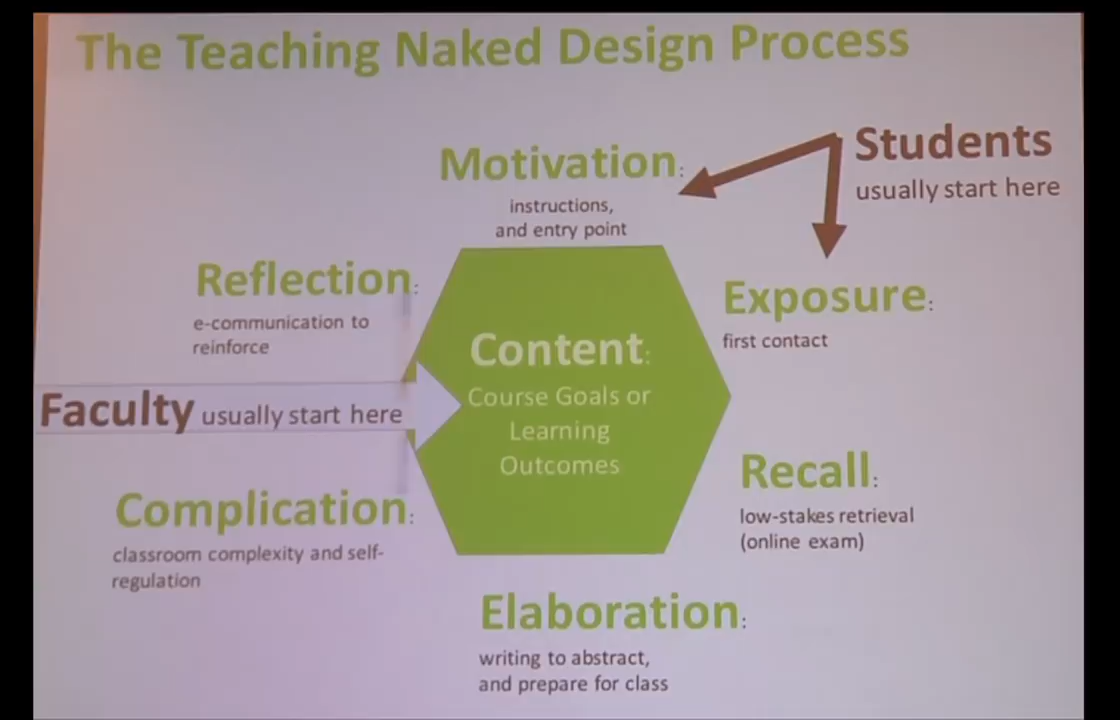 The Teaching Naked Design Process
Motivation:
instructions,
and entry point
Students
usually start here
Reflection:
e-communication to
reinforce
Exposure:
first contact
Content:
Course Goals or
Learning
Outcomes
Faculty usually start here
Complication:
classroom complexity and self-
regulation
Recall:
low-stakes retrieval
(online exam)
Elaboration:
writing to abstract,
and prepare for class